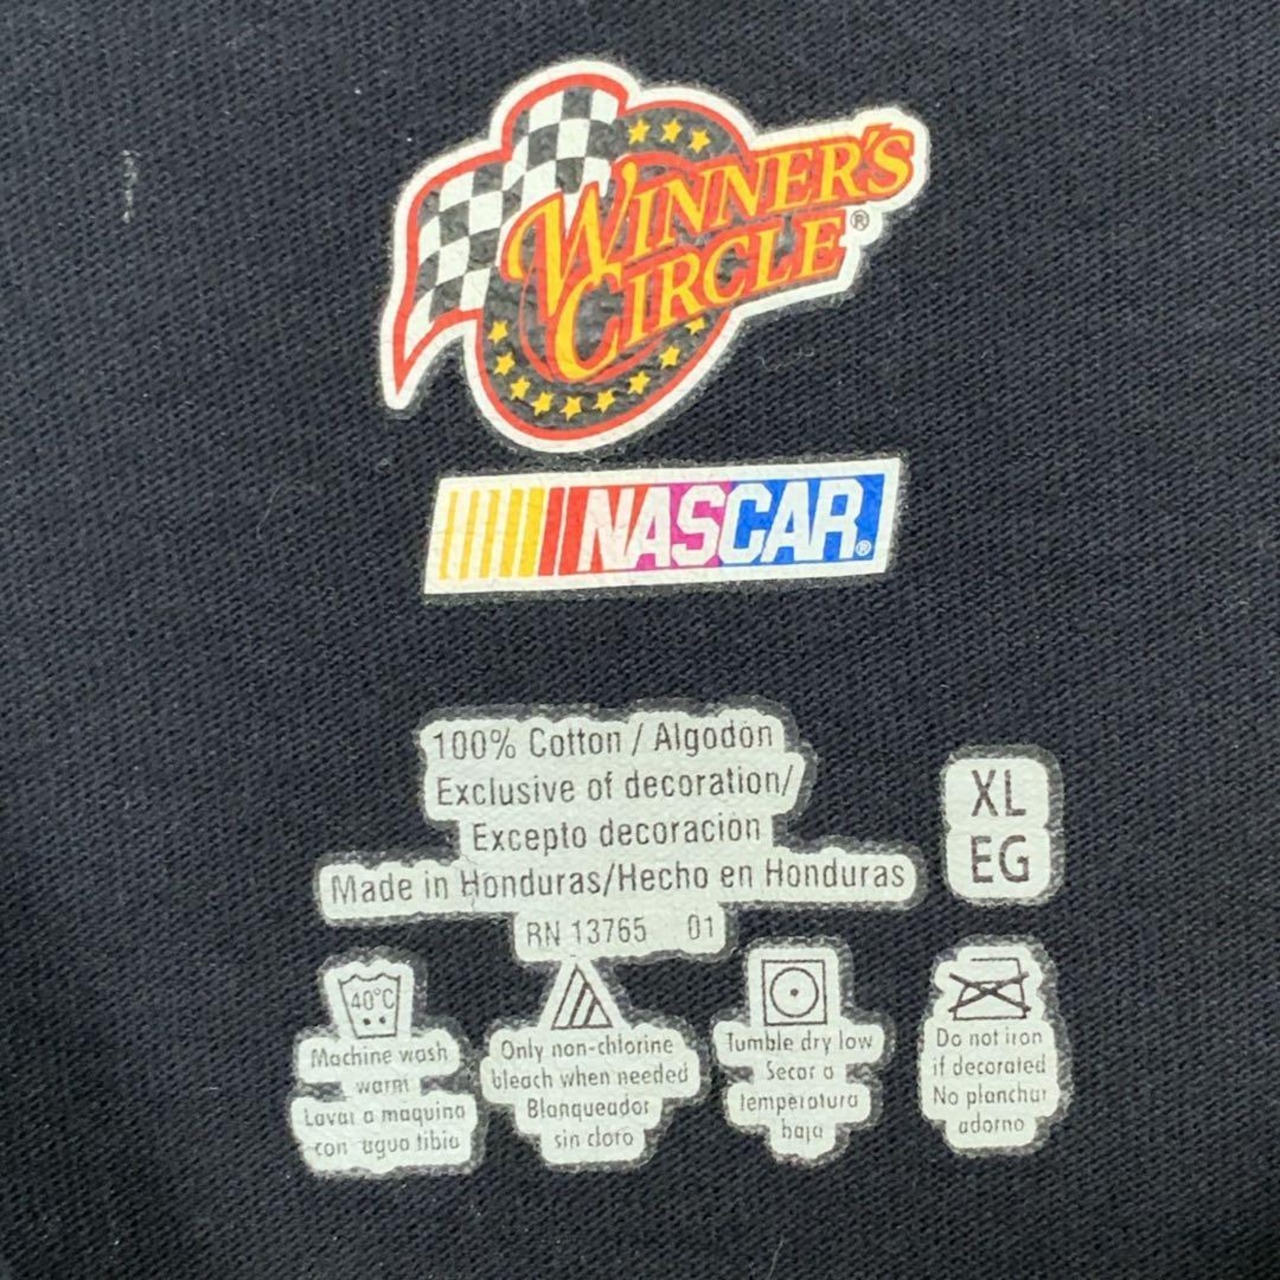 WINNER'S
CIRCLE®
NASCAR®
100% Cotton / Algodón
Exclusive of decoration/
Excepto decoración
Made in Honduras/Hecho en Honduras
RN 13765 01
XL
EG
40°C
Machine wash
warm
Lavar a maquina
con agua tibia
Only non-chlorine
bleach when needed
Blanqueador
sin cloro
Tumble dry low
Secar a
temperatura
baja
Do not iron
if decorated
No planchar
adorno